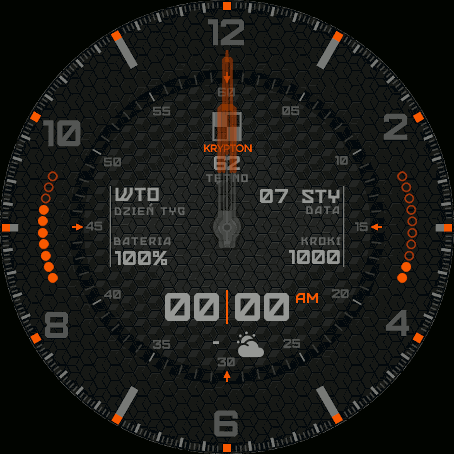 12
60
55 05
KRYPTON
10 2
62
TĘTNO
50 10
WTO 07 STY
DZIEŃ TYG DATA
45 15
BATERIA KROKI
100% 1000
40 20
00 00 AM
8 4
35 - 25
30
6